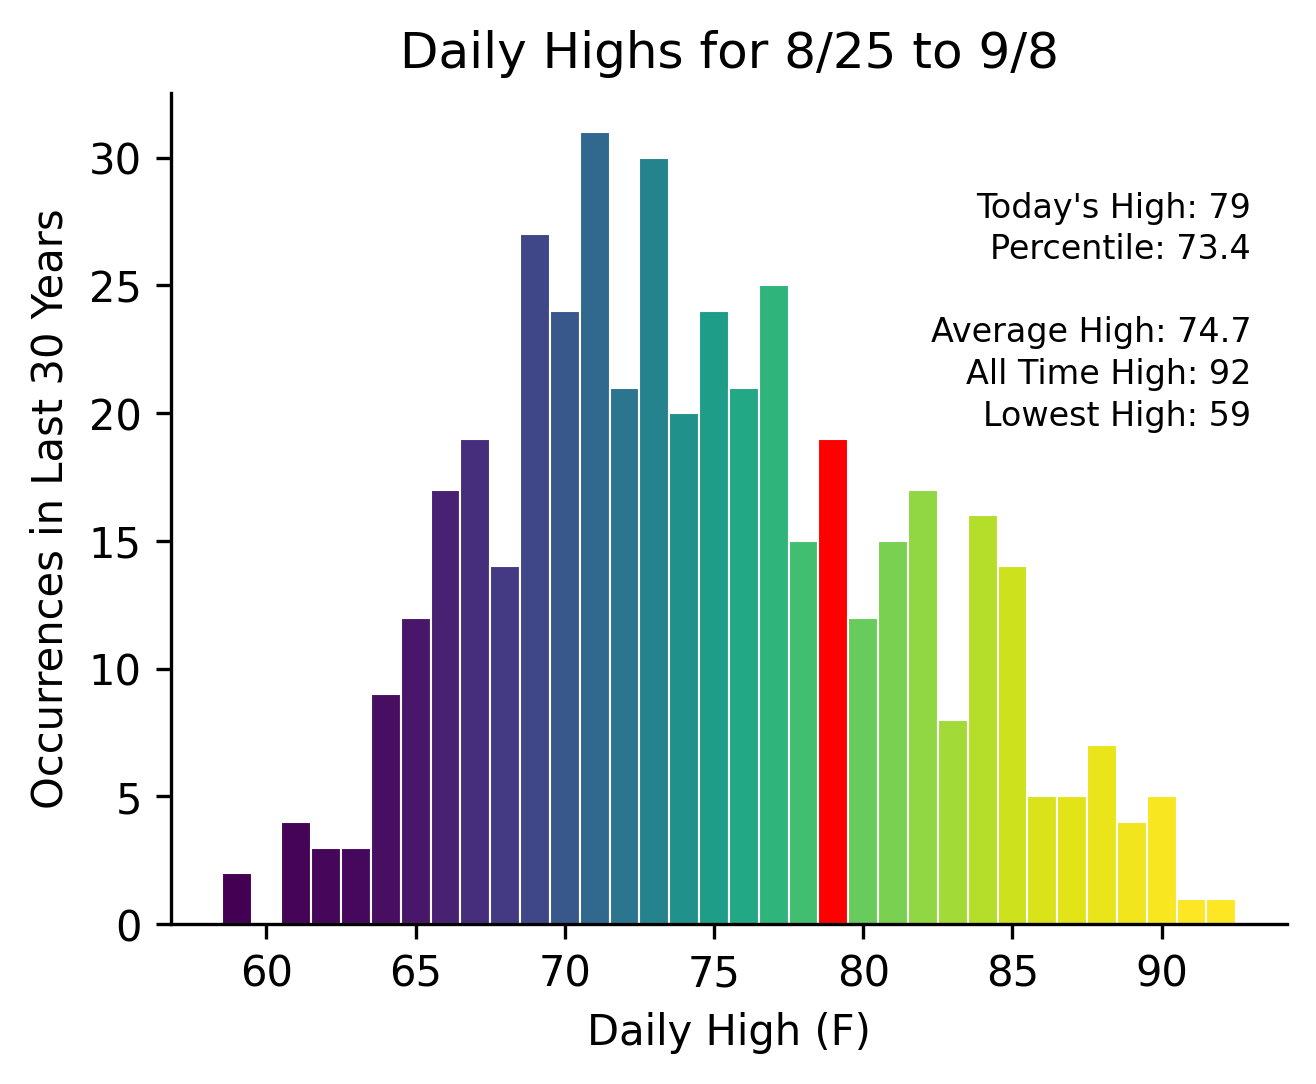 Daily Highs for 8/25 to 9/8
Occurrences in Last 30 Years
30
25
20
15
10
5
0
Today's High: 79
Percentile: 73.4
Average High: 74.7
All Time High: 92
Lowest High: 59
60 65 70 75 80 85 90
Daily High (F)